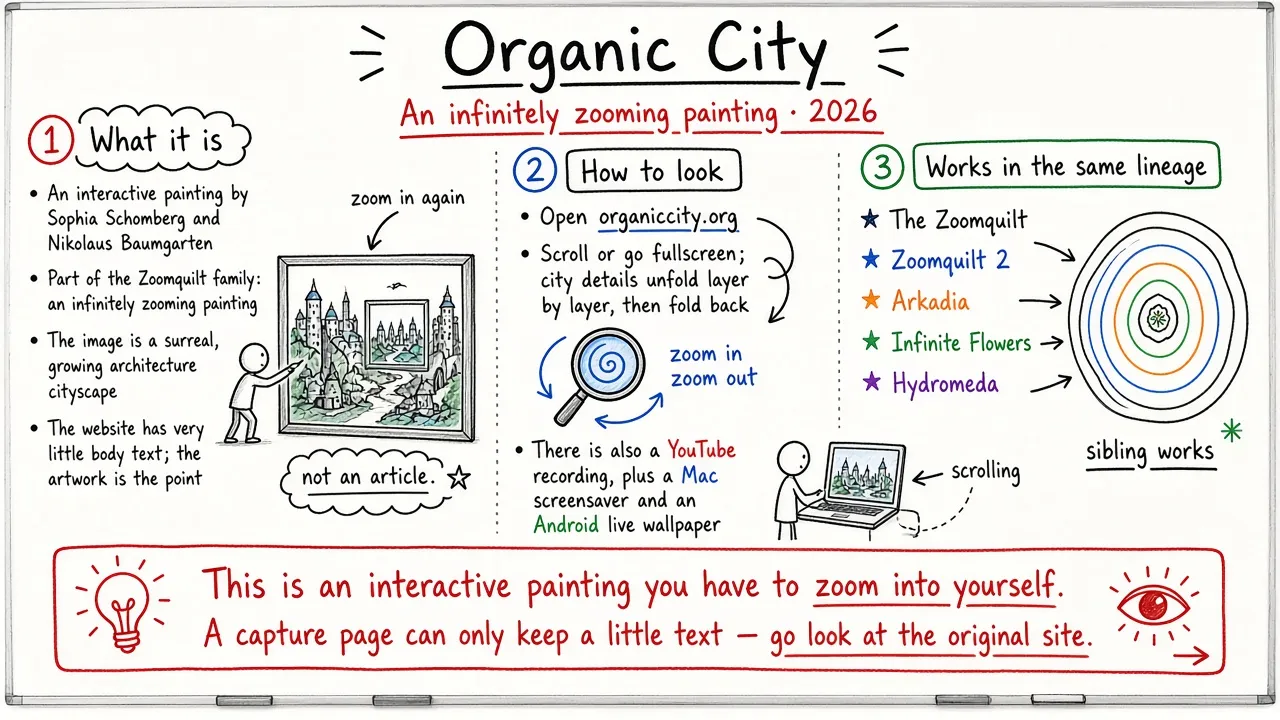 Organic City
An infinitely zooming painting · 2026
1 What it is
• An interactive painting by
Sophia Schomberg and
Nikolaus Baumgarten
• Part of the Zoomquilt family:
an infinitely zooming painting
• The image is a surreal,
growing architecture
cityscape
• The website has very
little body text; the
artwork is the point
zoom in again
not an article.
2 How to look
• Open organiccity.org
• Scroll or go fullscreen;
city details unfold layer
by layer, then fold back
zoom in
zoom out
• There is also a YouTube
recording, plus a Mac
screensaver and an
Android live wallpaper
scrolling
3 Works in the same lineage
★ The Zoomquilt
★ Zoomquilt 2
★ Arkadia
★ Infinite Flowers
★ Hydromeda
sibling works
This is an interactive painting you have to zoom into yourself.
A capture page can only keep a little text — go look at the original site.